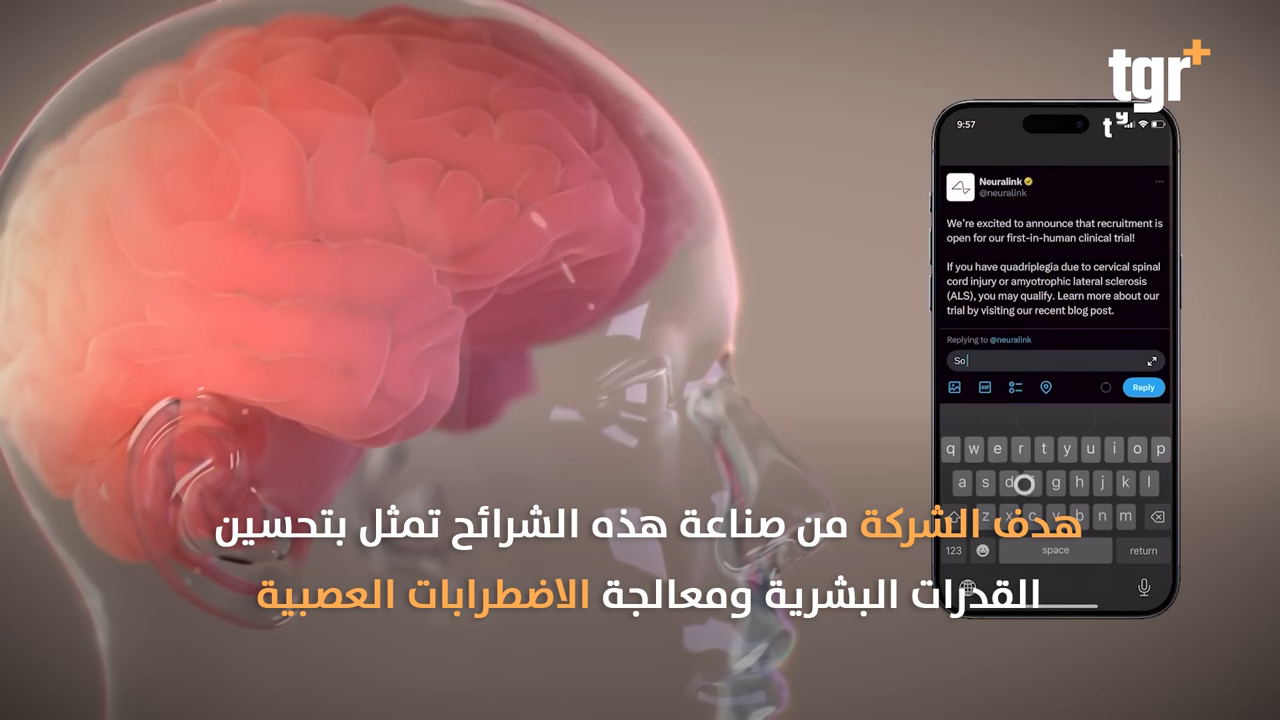 tgr+
tg
9:57
Neuralink
@neuralink
We're excited to announce that recruitment is
open for our first-in-human clinical trial!
If you have quadriplegia due to cervical spinal
cord injury or amyotrophic lateral sclerosis
(ALS), you may qualify. Learn more about our
trial by visiting our recent blog post.
Replying to @neuralink
So
GIF
Reply
q w e r t y u i o p
a s d g h j k l
z x c v b n m
123 space return
هدف الشركة من صناعة هذه الشرائح تمثل بتحسين
القدرات البشرية ومعالجة الاضطرابات العصبية